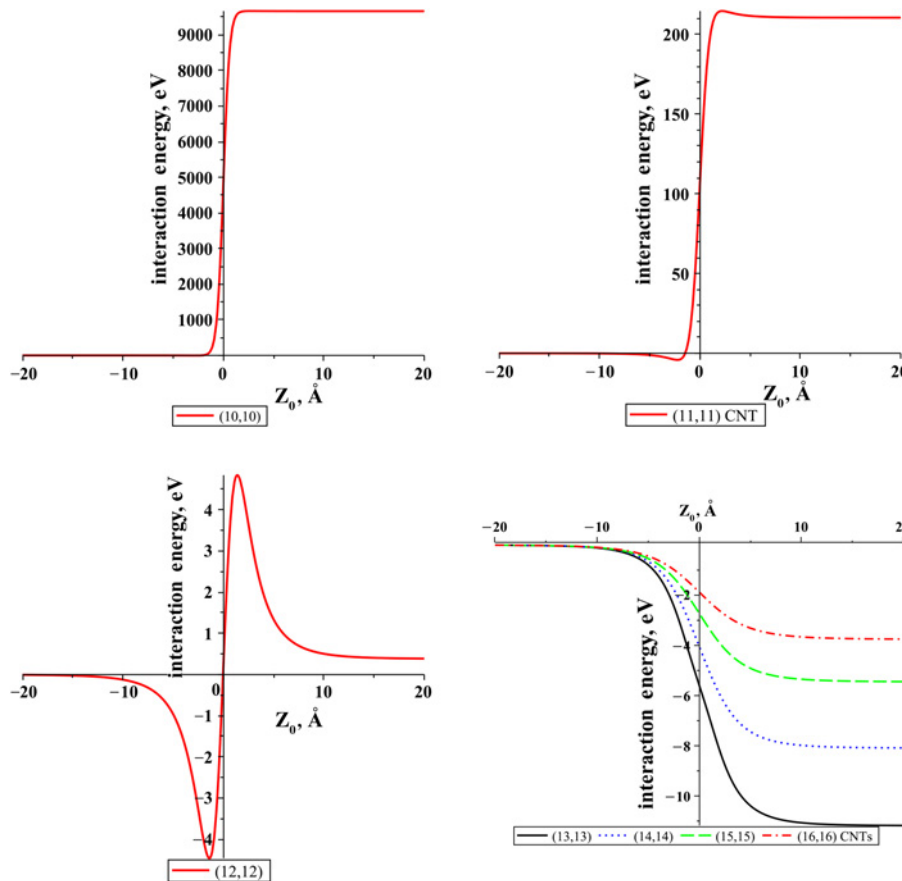 9000
8000
7000
6000
5000
4000
3000
2000
1000
interaction energy, eV
−20 −10 0 10 20
Z₀, Å
(10,10)
200
150
100
50
interaction energy, eV
−20 −10 0 10 20
Z₀, Å
(11,11) CNT
4
3
2
1
−1
−2
−3
−4
interaction energy, eV
−20 −10 0 10 20
Z₀, Å
(12,12)
Z₀, Å
−20 −10 0 10 20
−2
−4
−6
−8
−10
interaction energy, eV
(13,13) (14,14) (15,15) (16,16) CNTs